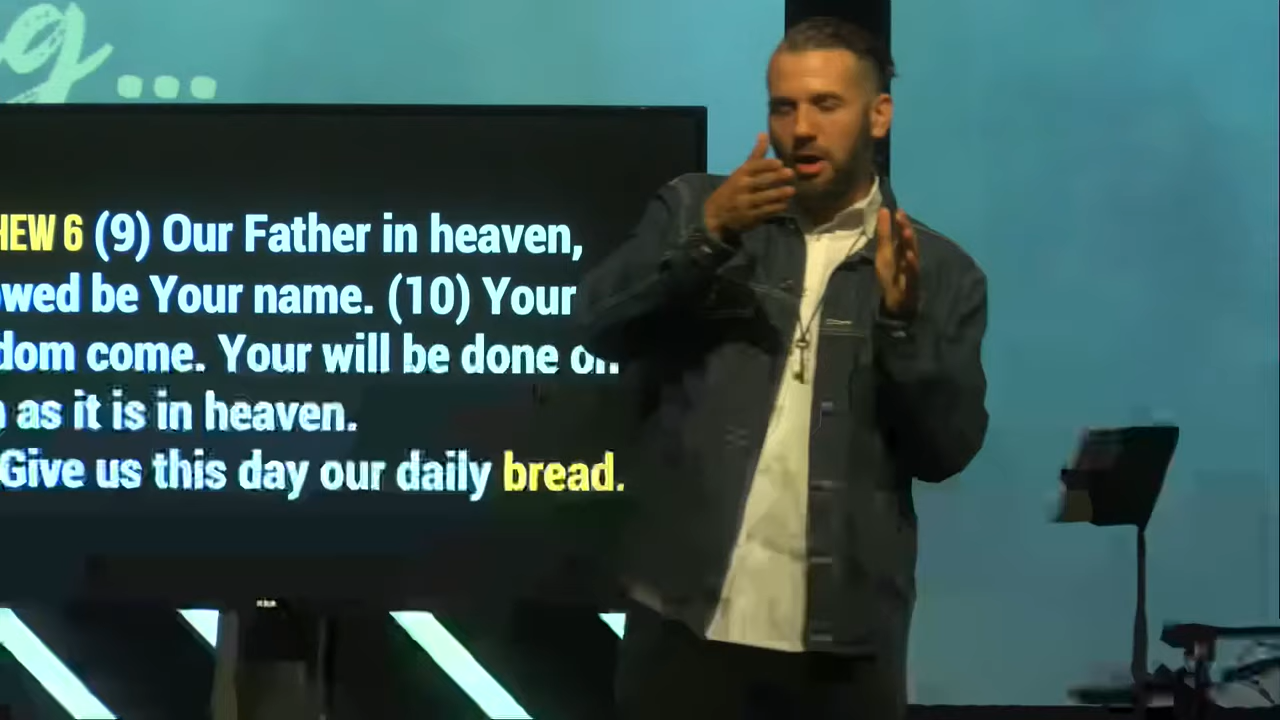 g...
HEW 6 (9) Our Father in heaven,
owed be Your name. (10) Your
dom come. Your will be done on
as it is in heaven.
Give us this day our daily bread.